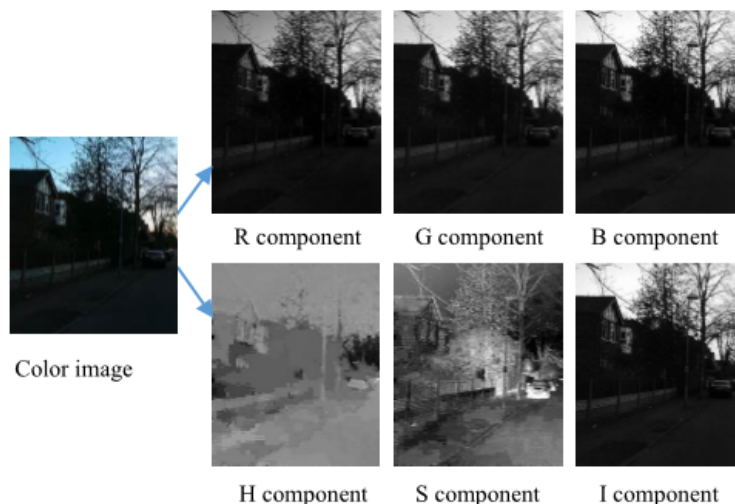 R component
G component
B component
Color image
H component
S component
I component